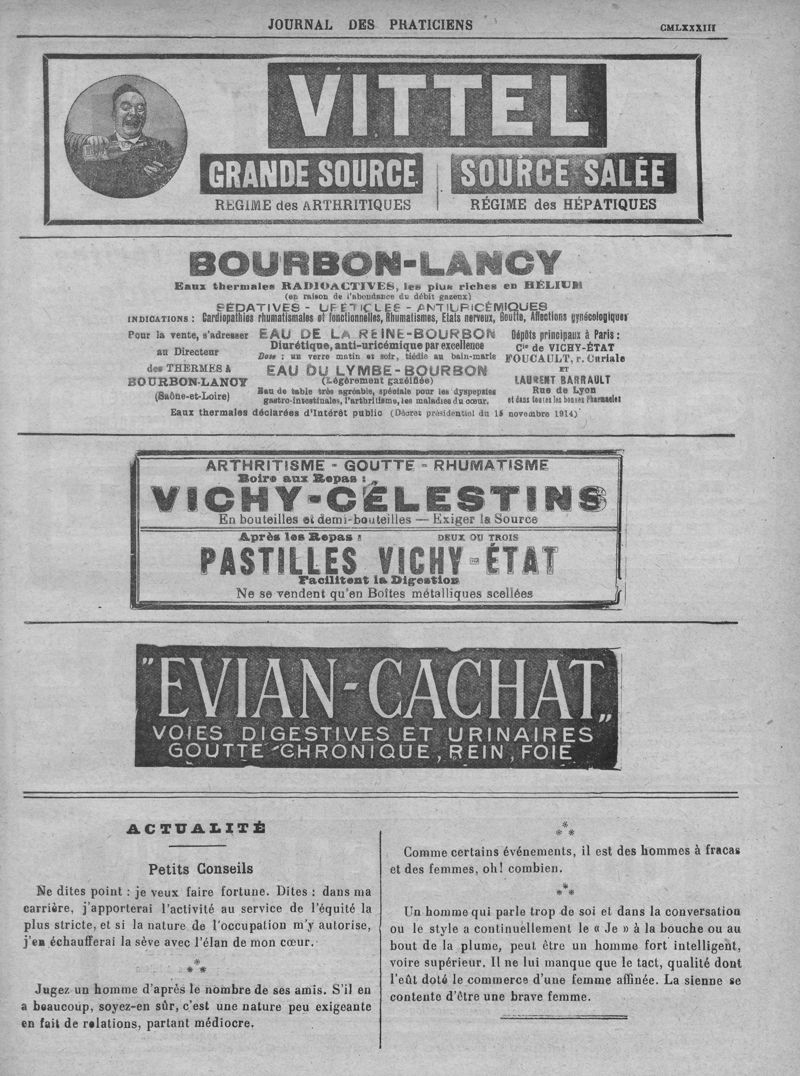 JOURNAL DES PRATICIENS
CMLXXXIII
VITTEL
GRANDE SOURCE
SOURCE SALÉE
REGIME des ARTHRITIQUES
RÉGIME des HÉPATIQUES
BOURBON-LANCY
Eaux thermales RADIOACTIVES, les plus riches en HÉLIUM
(en raison de l'abondance du débit gazeux)
SÉDATIVES - - ANTIURICÉMIQUES
INDICATIONS : Cardiopathies rhumatismales et fonctionnelles, Rhumatismes, Etats nerveux, Goutte, Affections gynécologiques
Pour la vente, s'adresser
au Directeur
des THERMES à
BOURBON-LANCY
(Saône-et-Loire)
EAU DE LA REINE-BOURBON
Diurétique, anti-uricémique par excellence
Dose : un verre matin et soir, tiédie au bain-marie
EAU DU LYMBE-BOURBON
(Légèrement gazéifiée)
Eau de table très agréable, spéciale pour les dyspepsies
gastro-intestinales, l'arthritisme, les maladies du cœur.
Dépôts principaux à Paris :
Cie de VICHY-ÉTAT
FOUCAULT, r. Curiale
ET
LAURENT BARRAULT
Rue de Lyon
et dans toutes les bonnes Pharmacies
Eaux thermales déclarées d'Intérêt public (Décret présidentiel du 15 novembre 1914)
ARTHRITISME - GOUTTE - RHUMATISME
Boire aux Repas :
VICHY-CÉLESTINS
En bouteilles et demi-bouteilles — Exiger la Source
Après les Repas :
DEUX OU TROIS
PASTILLES VICHY-ÉTAT
Facilitent la Digestion
Ne se vendent qu'en Boîtes métalliques scellées
"EVIAN-CACHAT„
VOIES DIGESTIVES ET URINAIRES
GOUTTE CHRONIQUE, REIN, FOIE
ACTUALITÉ
Petits Conseils
Ne dites point : je veux faire fortune. Dites : dans ma
carrière, j'apporterai l'activité au service de l'équité la
plus stricte, et si la nature de l'occupation m'y autorise,
j'en échaufferai la sève avec l'élan de mon cœur.
*
* *
Jugez un homme d'après le nombre de ses amis. S'il en
a beaucoup, soyez-en sûr, c'est une nature peu exigeante
en fait de relations, partant médiocre.
*
* *
Comme certains événements, il est des hommes à fracas
et des femmes, oh! combien.
*
* *
Un homme qui parle trop de soi et dans la conversation
ou le style a continuellement le « Je » à la bouche ou au
bout de la plume, peut être un homme fort intelligent,
voire supérieur. Il ne lui manque que le tact, qualité dont
l'eût doté le commerce d'une femme affinée. La sienne se
contente d'être une brave femme.